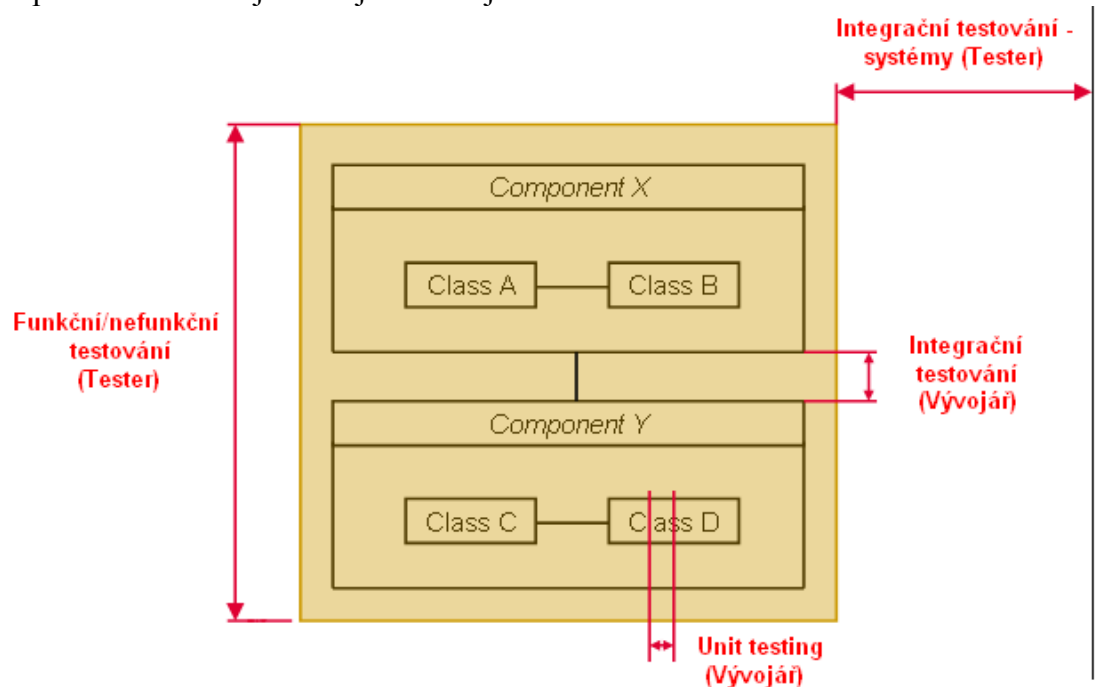 Integrační testování -
systémy (Tester)
Component X
Class A
Class B
Funkční/nefunkční
testování
(Tester)
Integrační
testování
(Vývojář)
Component Y
Class C
Class D
Unit testing
(Vývojář)